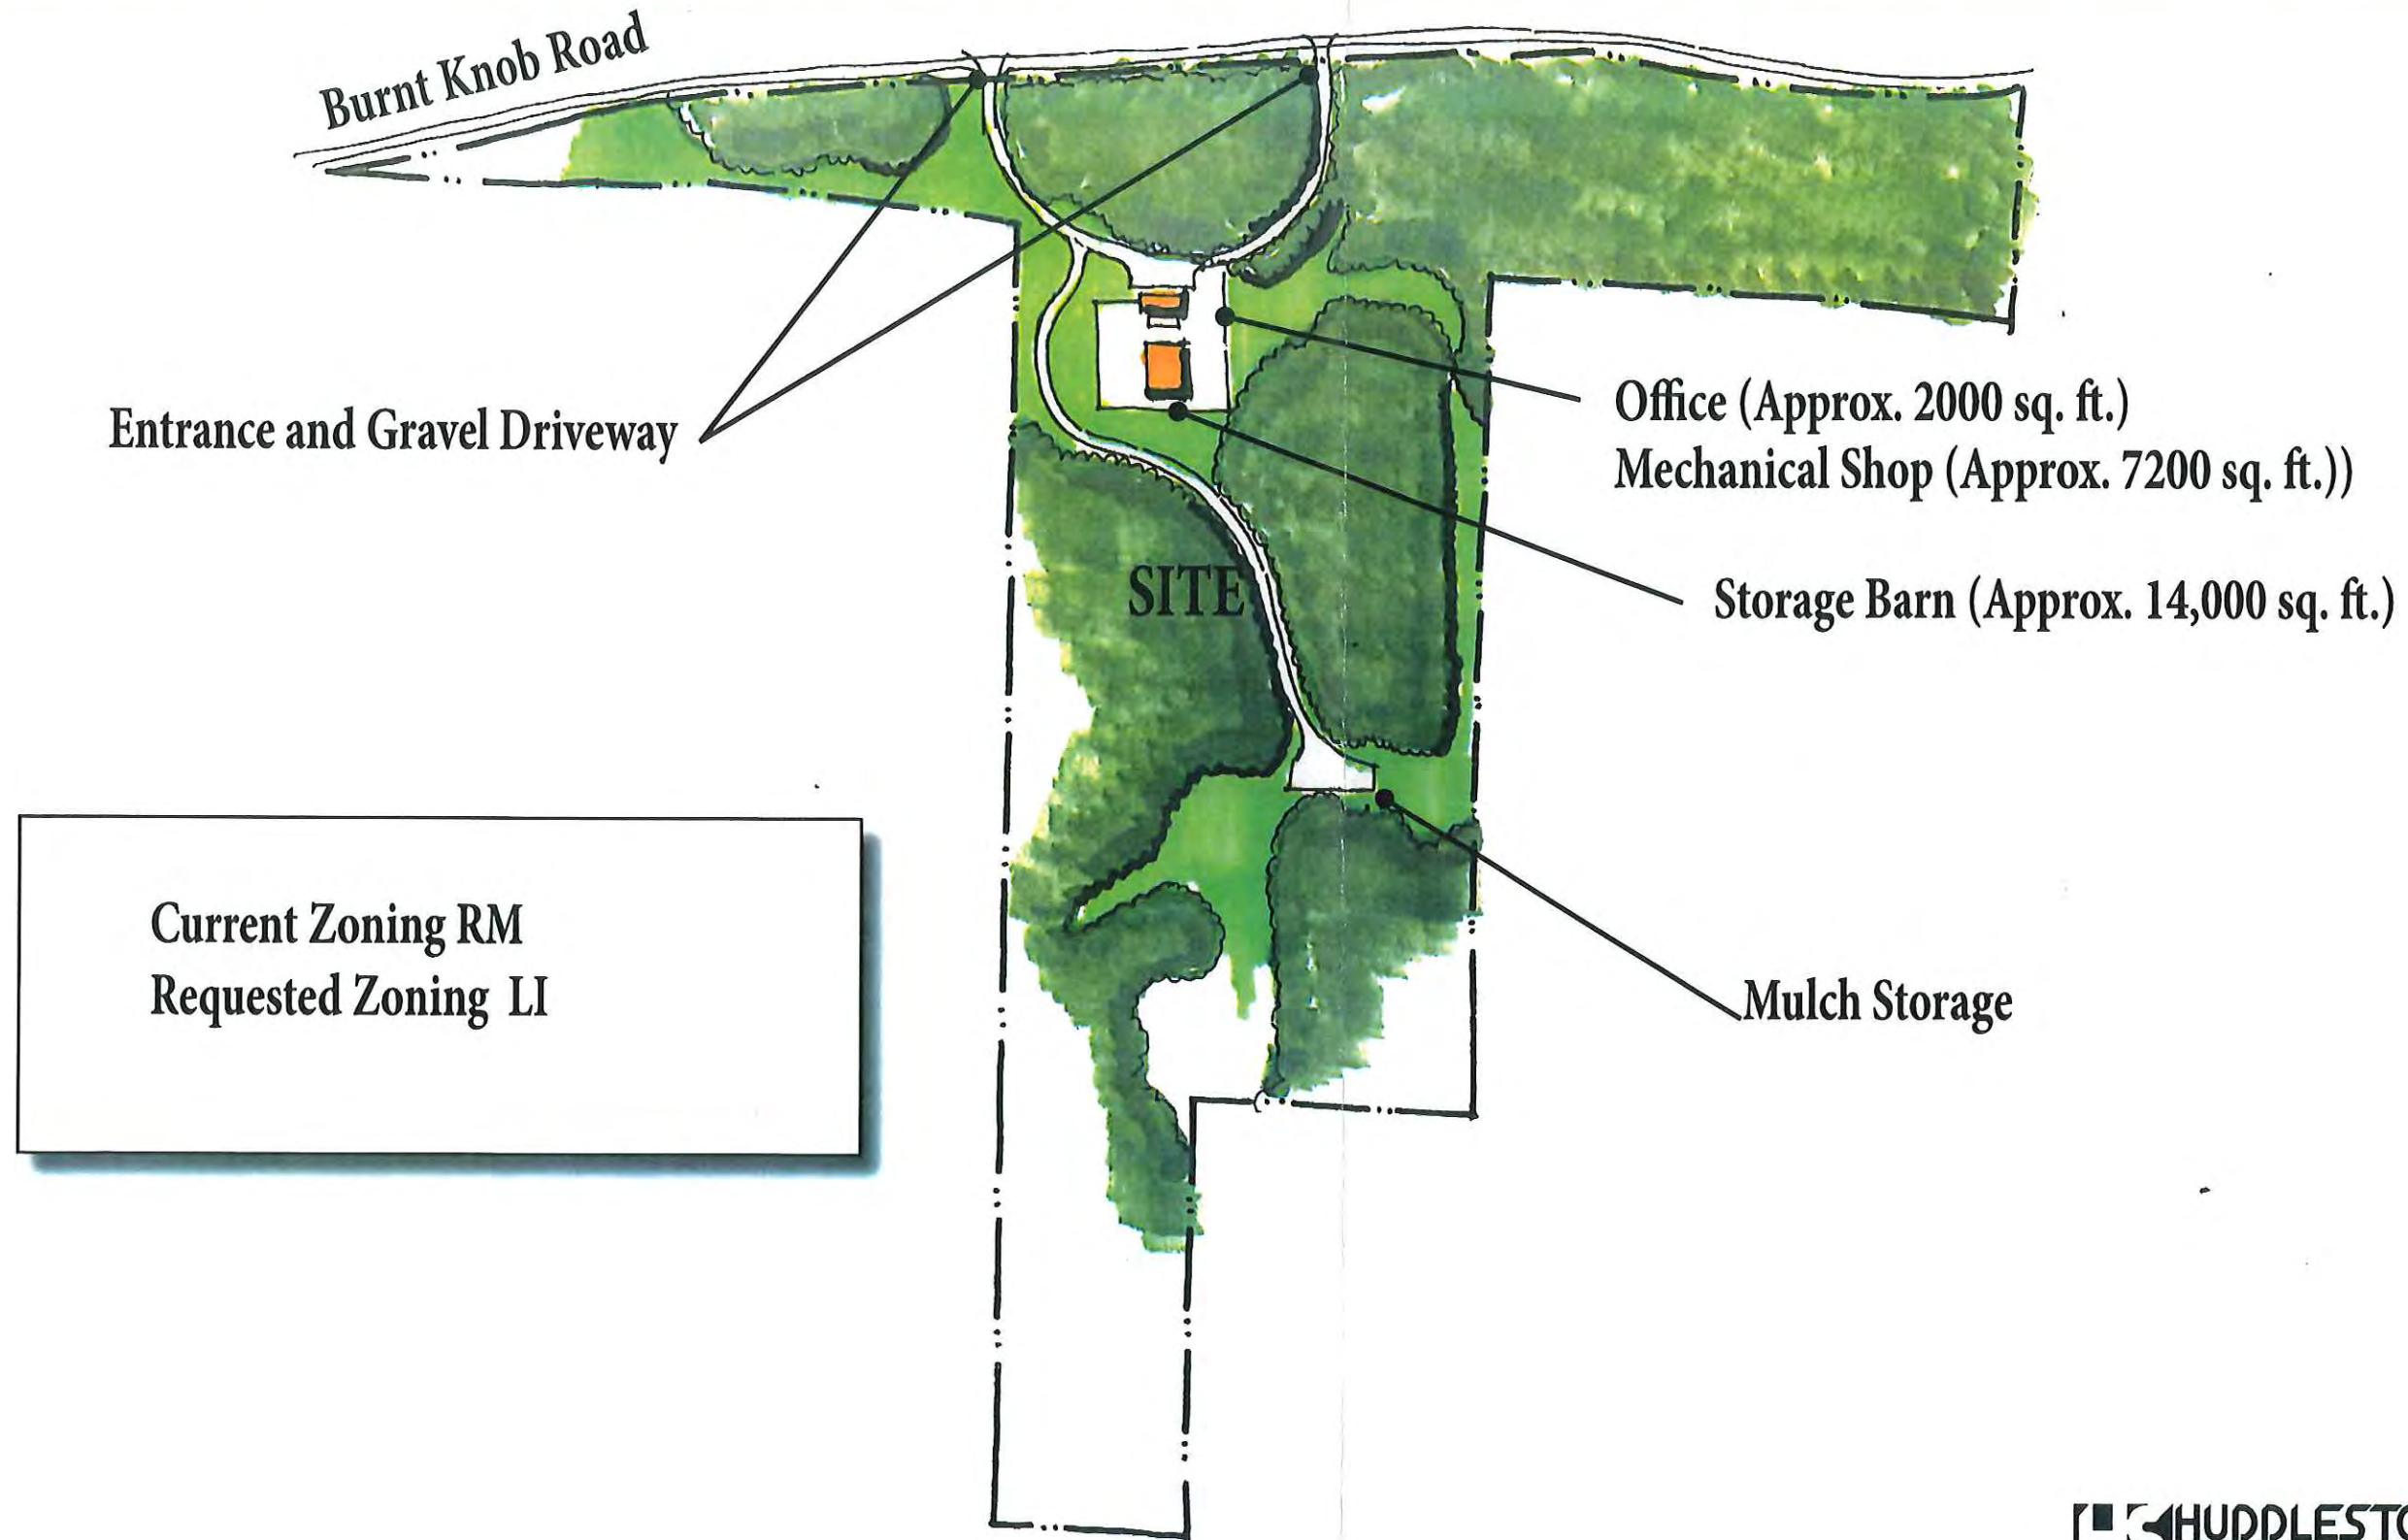 Burnt Knob Road
Entrance and Gravel Driveway
Office (Approx. 2000 sq. ft.)
Mechanical Shop (Approx. 7200 sq. ft.))
Storage Barn (Approx. 14,000 sq. ft.)
SITE
Current Zoning RM
Requested Zoning LI
Mulch Storage